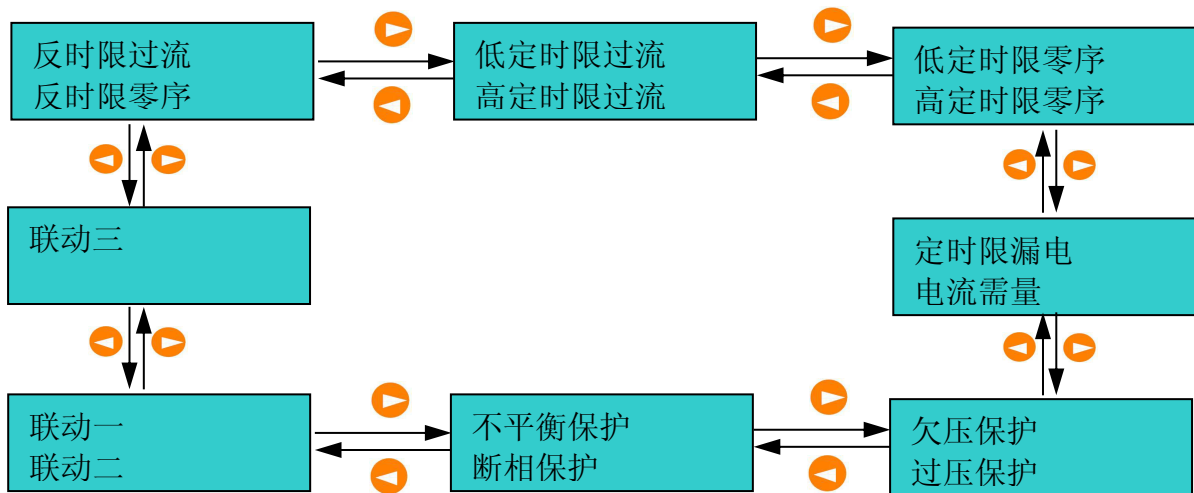 反时限过流
反时限零序
低定时限过流
高定时限过流
低定时限零序
高定时限零序
联动三
定时限漏电
电流需量
联动一
联动二
不平衡保护
断相保护
欠压保护
过压保护